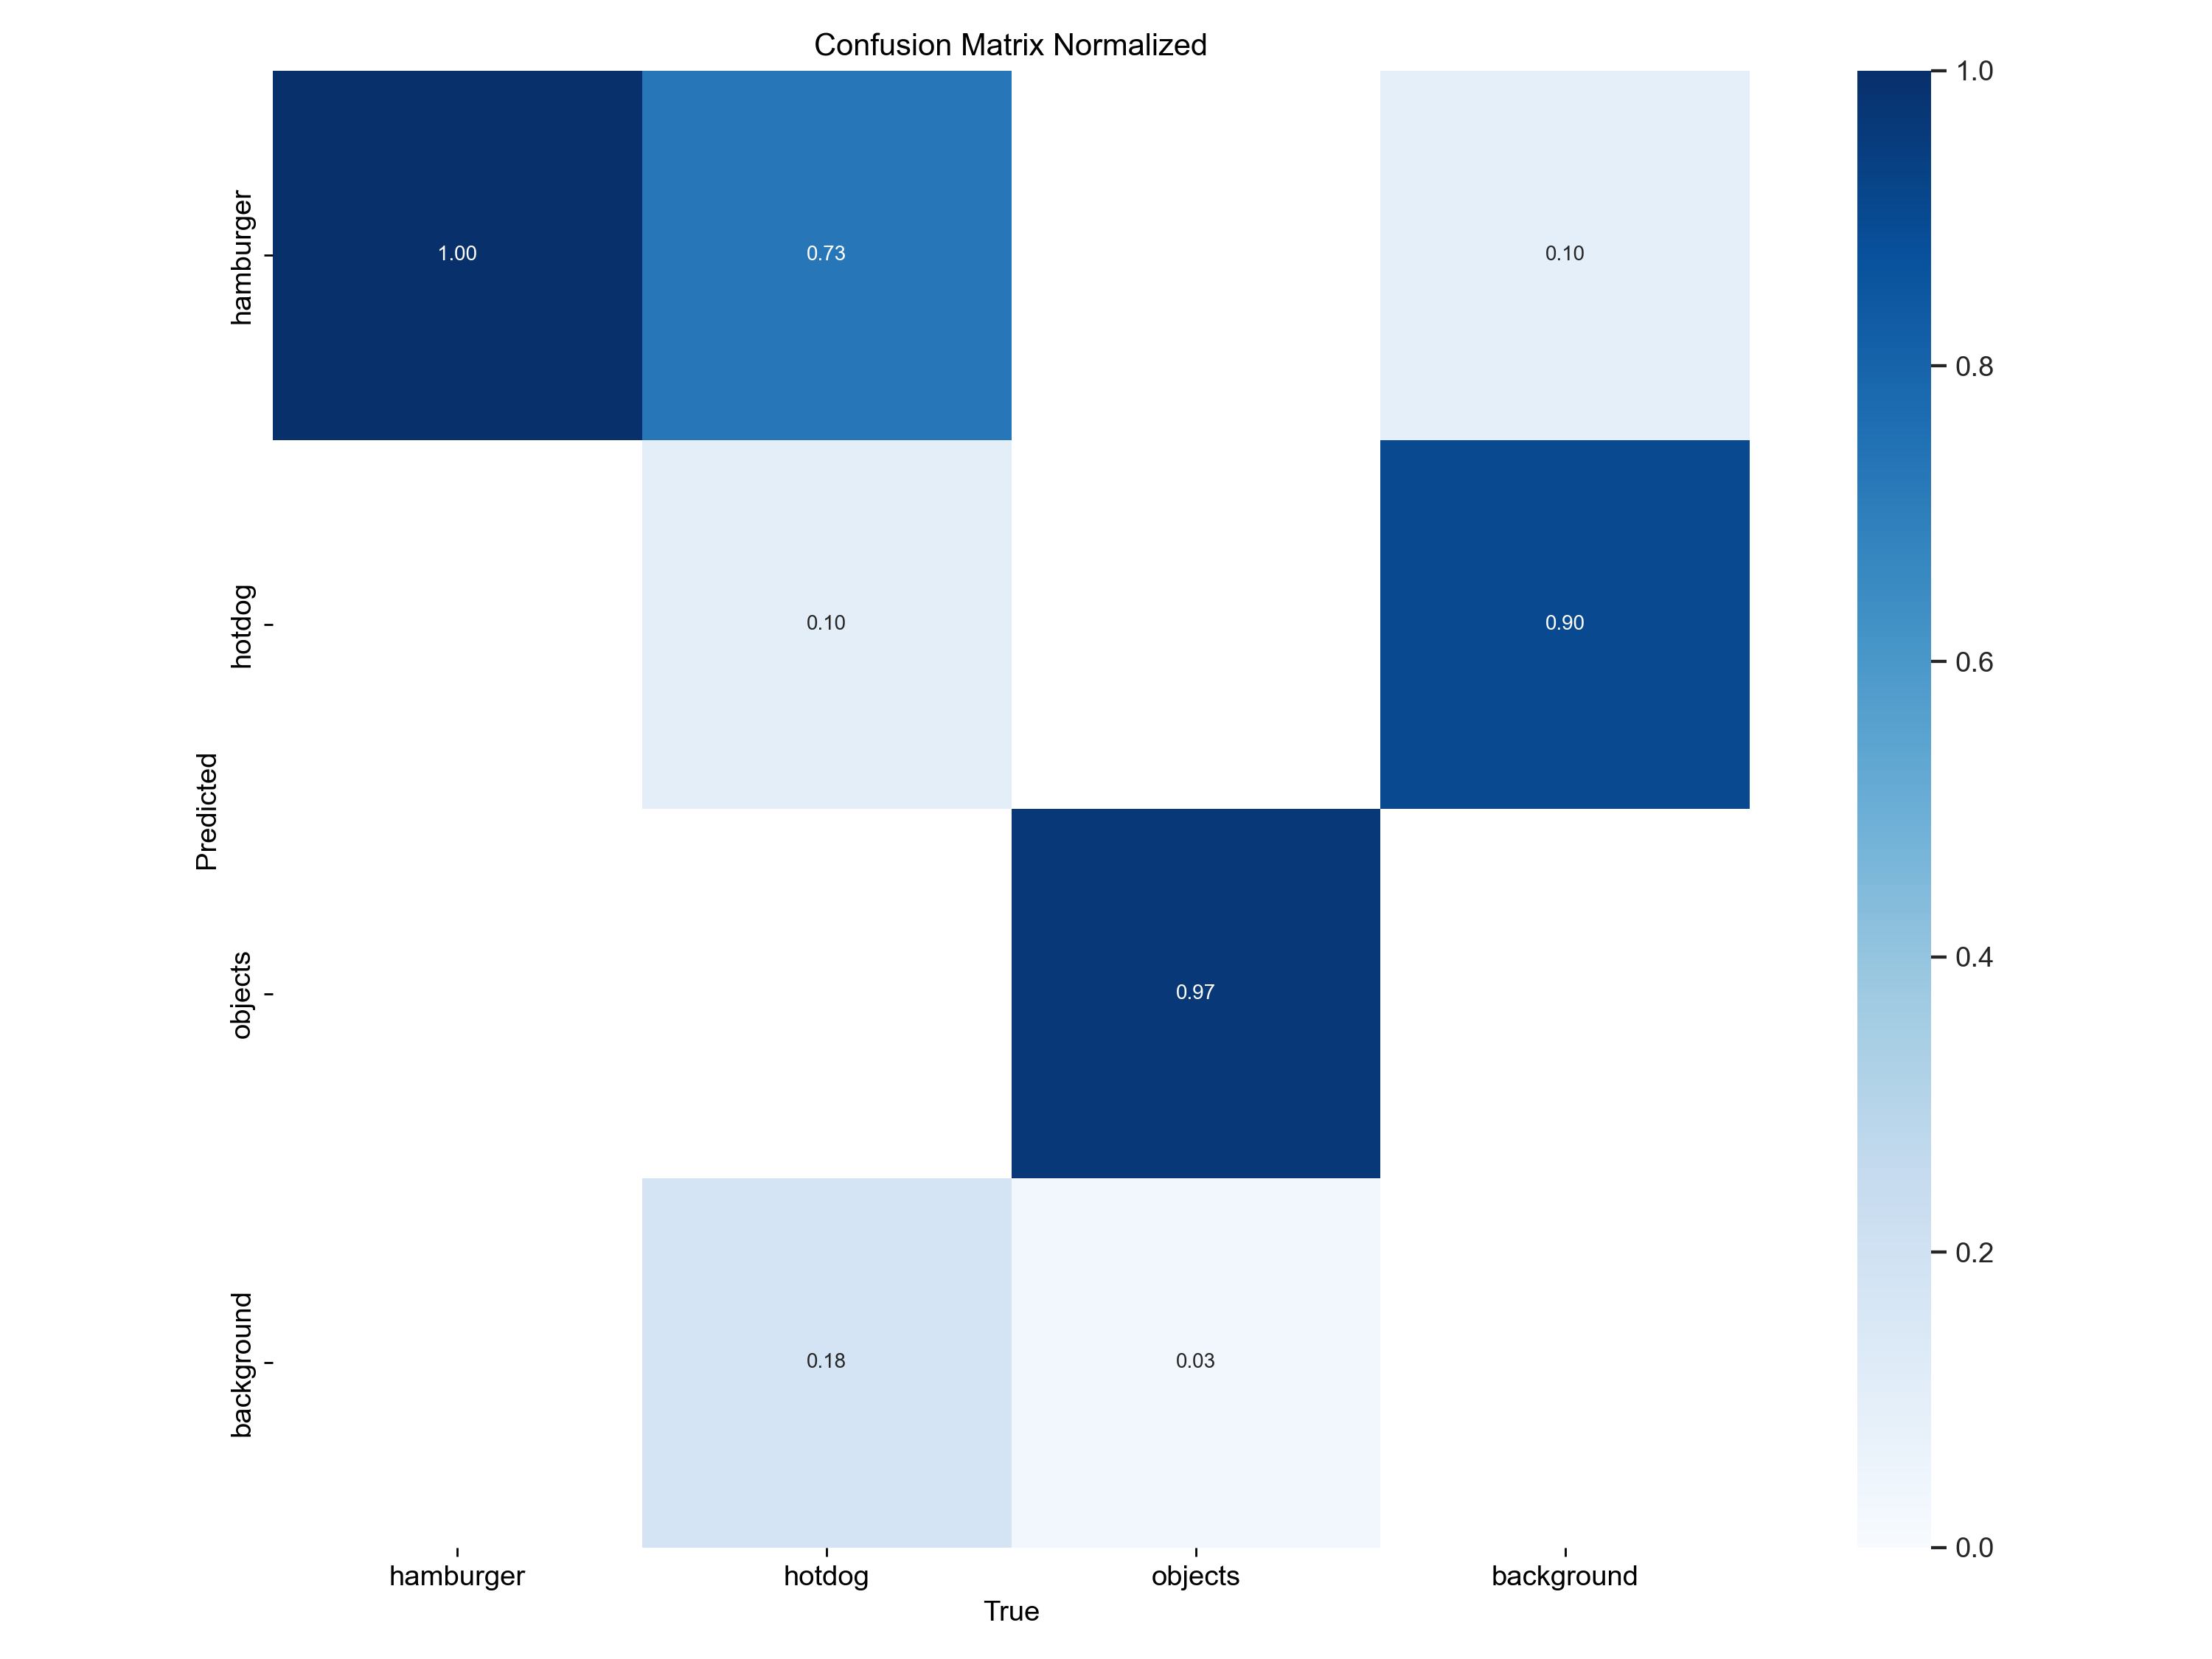 Confusion Matrix Normalized
1.0
hamburger
1.00
0.73
0.10
0.8
hotdog
0.10
0.90
0.6
Predicted
objects
0.97
0.4
background
0.18
0.03
0.2
0.0
hamburger
hotdog
objects
background
True